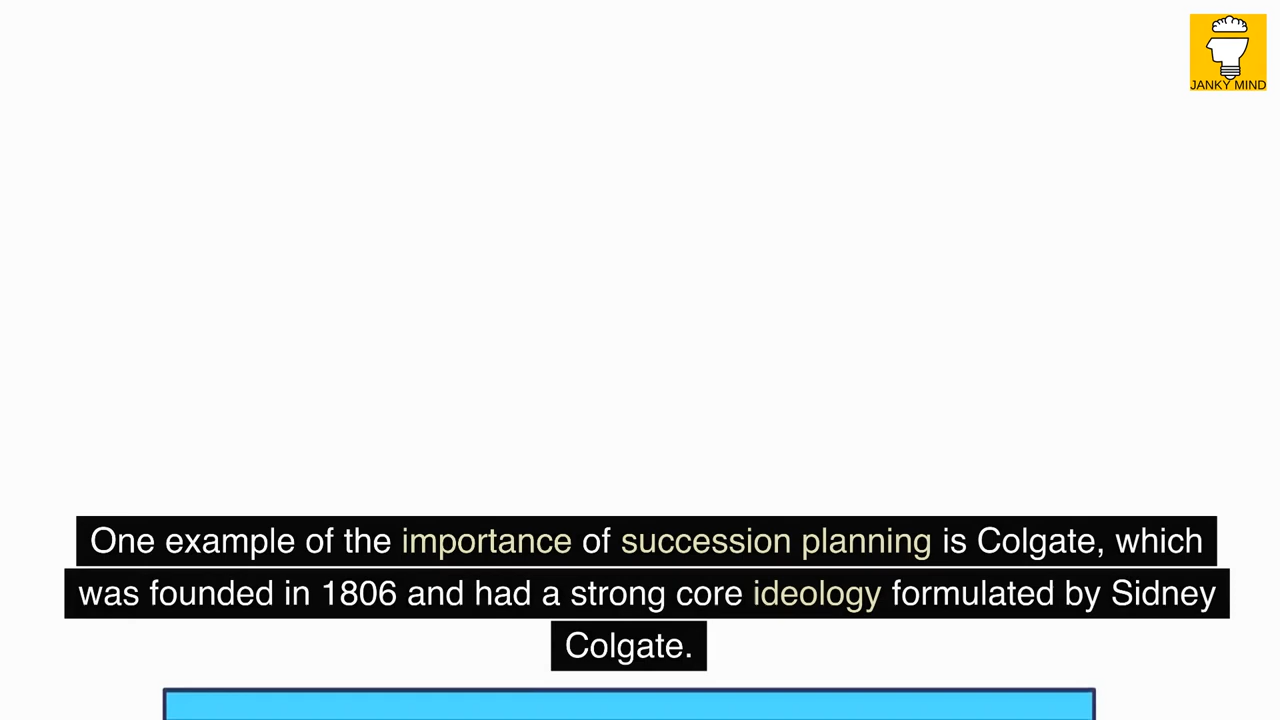 JANKY MIND
One example of the importance of succession planning is Colgate, which
was founded in 1806 and had a strong core ideology formulated by Sidney
Colgate.